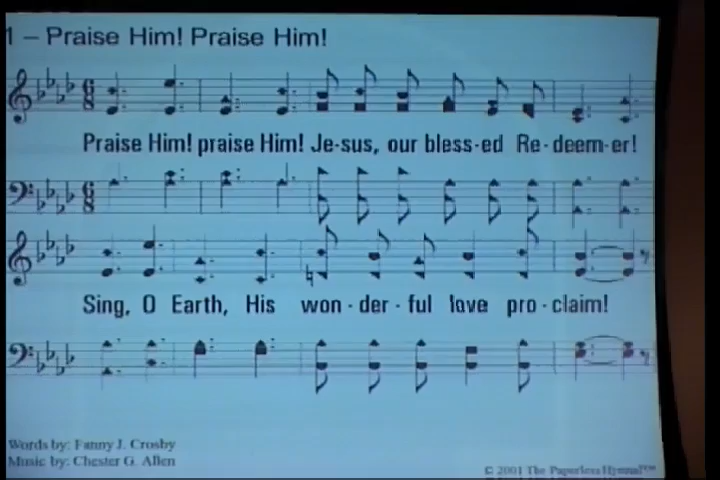 1 – Praise Him! Praise Him!
Praise Him! praise Him! Je-sus, our bless-ed Re-deem-er!
Sing, O Earth, His won-der-ful love pro-claim!
Words by: Fanny J. Crosby
Music by: Chester G. Allen
© 2001 The Paperless Hymnal™